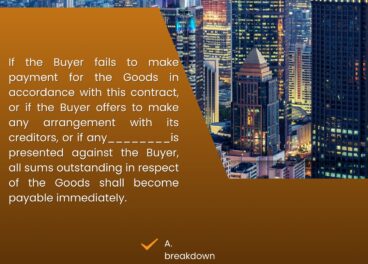 If the Buyer fails to make
payment for the Goods in
accordance with this contract,
or if the Buyer offers to make
any arrangement with its
creditors, or if any________is
presented against the Buyer,
all sums outstanding in respect
of the Goods shall become
payable immediately.
A.
breakdown